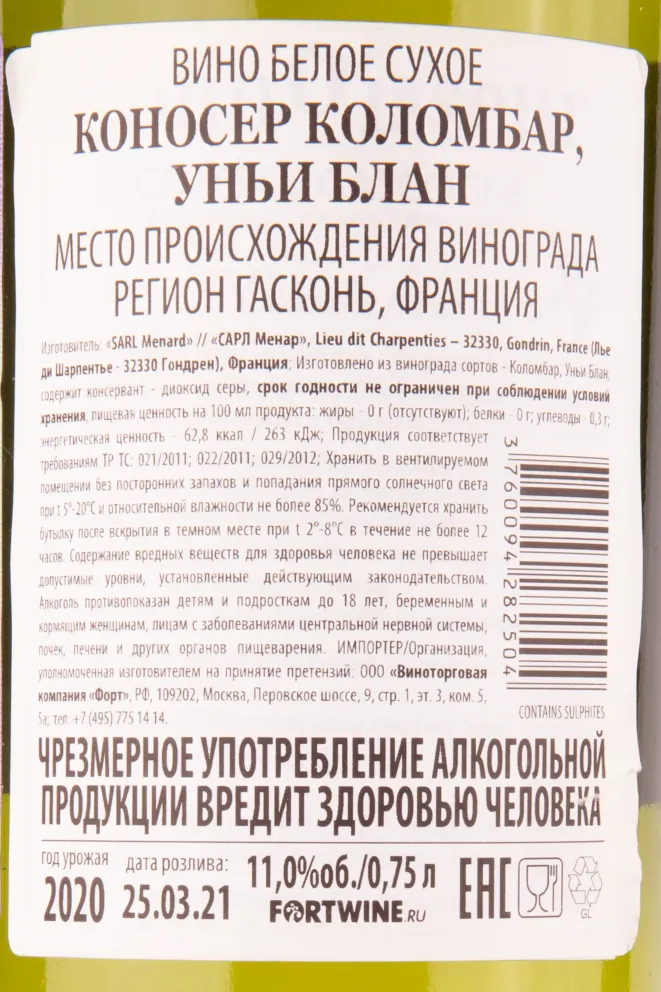 ВИНО БЕЛОЕ СУХОЕ
КОНОСЕР КОЛОМБАР,
УНЬИ БЛАН
МЕСТО ПРОИСХОЖДЕНИЯ ВИНОГРАДА
РЕГИОН ГАСКОНЬ, ФРАНЦИЯ
Изготовитель: «SARL Menard» // «САРЛ Менар», Lieu dit Charpenties – 32330, Gondrin, France (Лье
ди Шарпентье - 32330 Гондрен), Франция; Изготовлено из винограда сортов - Коломбар, Уньи Блан;
содержит консервант - диоксид серы, срок годности не ограничен при соблюдении условий
хранения; пищевая ценность на 100 мл продукта: жиры - 0 г (отсутствуют); белки - 0 г; углеводы - 0,3 г;
энергетическая ценность - 62,8 ккал / 263 кДж; Продукция соответствует
требованиям ТР ТС: 021/2011; 022/2011; 029/2012; Хранить в вентилируемом
помещении без посторонних запахов и попадания прямого солнечного света
при t 5°-20°C и относительной влажности не более 85%. Рекомендуется хранить
бутылку после вскрытия в темном месте при t 2°-8°C в течение не более 12
часов. Содержание вредных веществ для здоровья человека не превышает
допустимые уровни, установленные действующим законодательством.
Алкоголь противопоказан детям и подросткам до 18 лет, беременным и
кормящим женщинам, лицам с заболеваниями центральной нервной системы,
почек, печени и других органов пищеварения. ИМПОРТЕР/Организация,
уполномоченная изготовителем на принятие претензий: ООО «Виноторговая
компания «Форт», РФ, 109202, Москва, Перовское шоссе, 9, стр. 1, эт. 3, ком. 5,
5а; тел: +7 (495) 775 14 14.
3 760094 282504
CONTAINS SULPHITES
ЧРЕЗМЕРНОЕ УПОТРЕБЛЕНИЕ АЛКОГОЛЬНОЙ
ПРОДУКЦИИ ВРЕДИТ ЗДОРОВЬЮ ЧЕЛОВЕКА
год урожая
2020
дата розлива:
25.03.21
11,0%об./0,75 л
FORTWINE.RU
EAC
GL